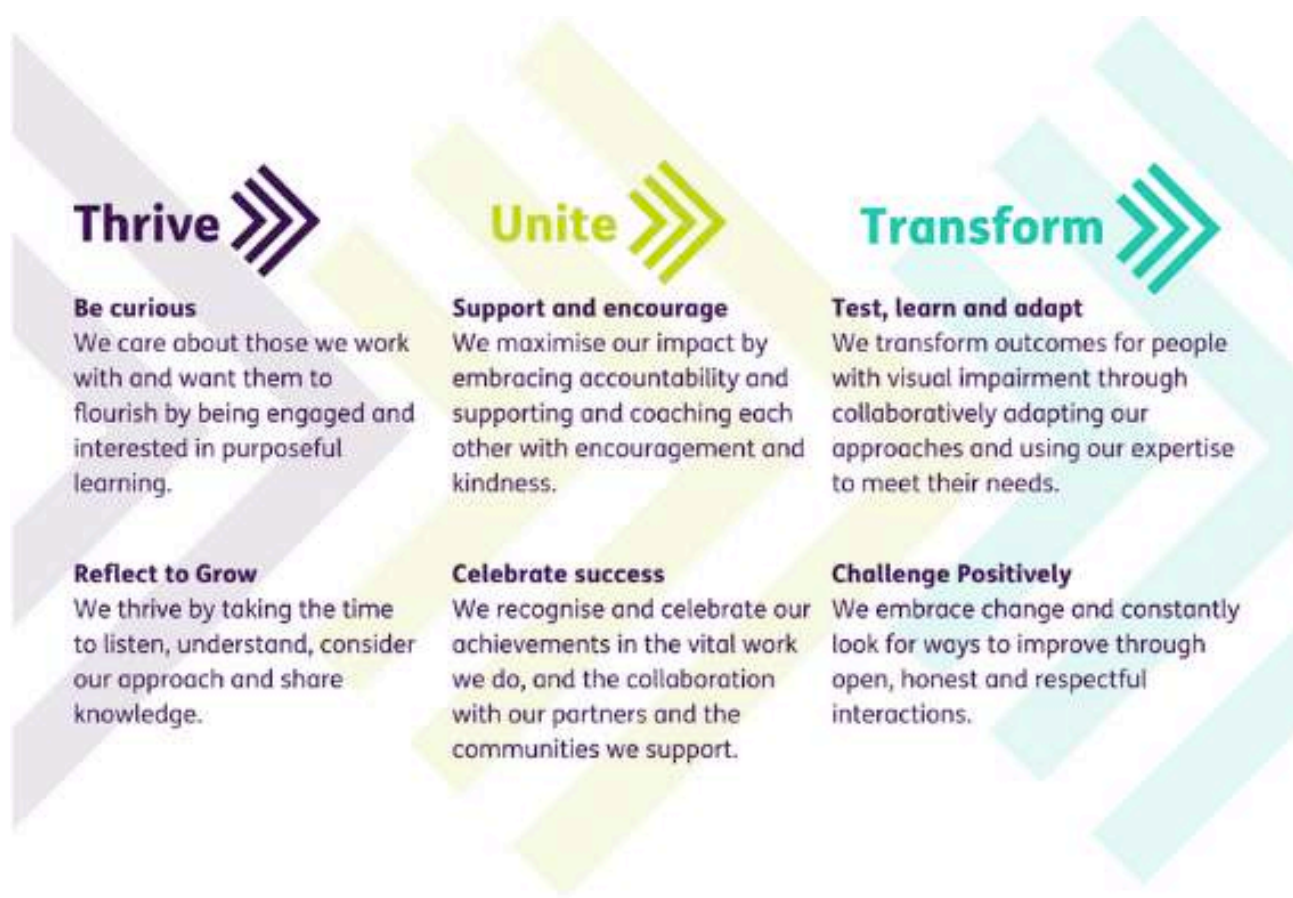 Thrive
Be curious
We care about those we work
with and want them to
flourish by being engaged and
interested in purposeful
learning.
Reflect to Grow
We thrive by taking the time
to listen, understand, consider
our approach and share
knowledge.
Unite
Support and encourage
We maximise our impact by
embracing accountability and
supporting and coaching each
other with encouragement and
kindness.
Celebrate success
We recognise and celebrate our
achievements in the vital work
we do, and the collaboration
with our partners and the
communities we support.
Transform
Test, learn and adapt
We transform outcomes for people
with visual impairment through
collaboratively adapting our
approaches and using our expertise
to meet their needs.
Challenge Positively
We embrace change and constantly
look for ways to improve through
open, honest and respectful
interactions.